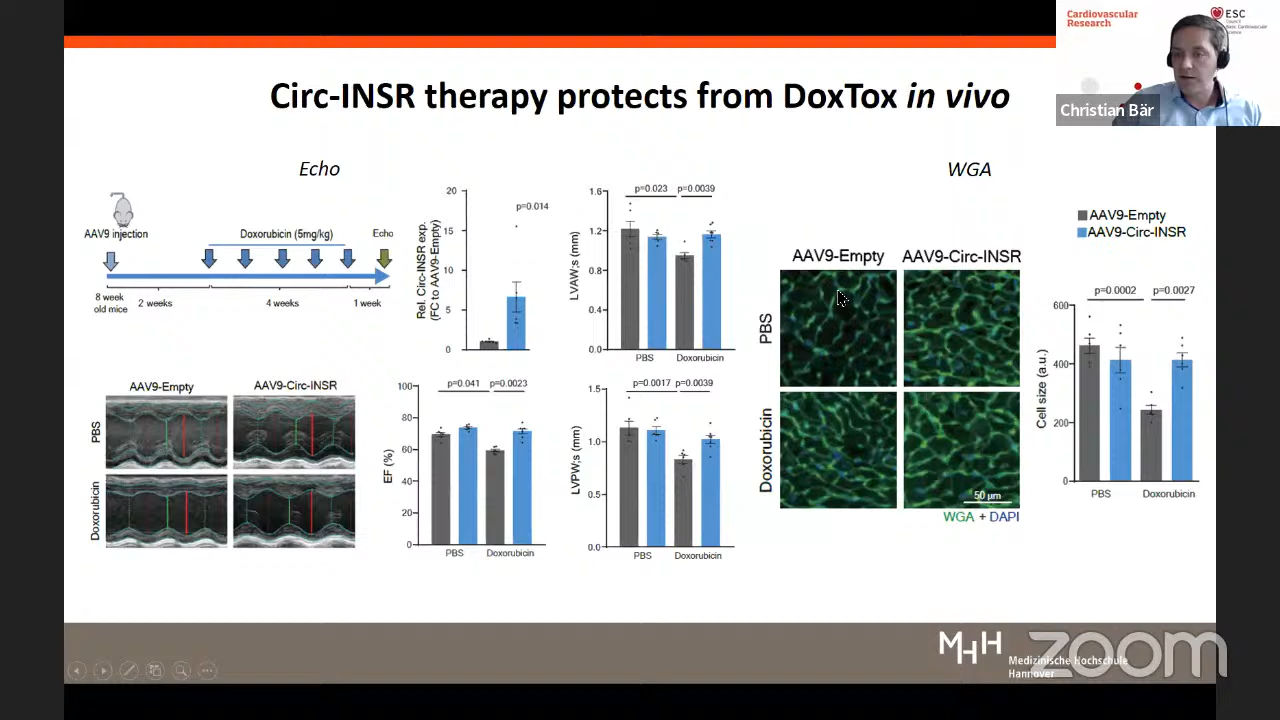 Cardiovascular
Research
ESC
Christian Bär
Circ-INSR therapy protects from DoxTox in vivo
Echo
AAV9 injection
Doxorubicin (5mg/kg)
Echo
8 week
old mice
2 weeks
4 weeks
1 week
Rel. Circ-INSR exp.
(FC to AAV9-Empty)
20
15
10
5
0
p=0.014
LVAW;s (mm)
1.6
1.2
0.8
0.4
0.0
p=0.023
p=0.0039
PBS
Doxorubicin
AAV9-Empty
AAV9-Circ-INSR
PBS
Doxorubicin
EF (%)
100
80
60
40
20
0
p=0.041
p=0.0023
PBS
Doxorubicin
LVPW;s (mm)
1.5
1.0
0.5
0.0
p=0.0017
p=0.0039
PBS
Doxorubicin
WGA
AAV9-Empty
AAV9-Circ-INSR
AAV9-Empty
AAV9-Circ-INSR
PBS
Doxorubicin
50 µm
WGA + DAPI
Cell size (a.u.)
600
400
200
0
p=0.0002
p=0.0027
PBS
Doxorubicin
MHH
Medizinische Hochschule
Hannover
zoom